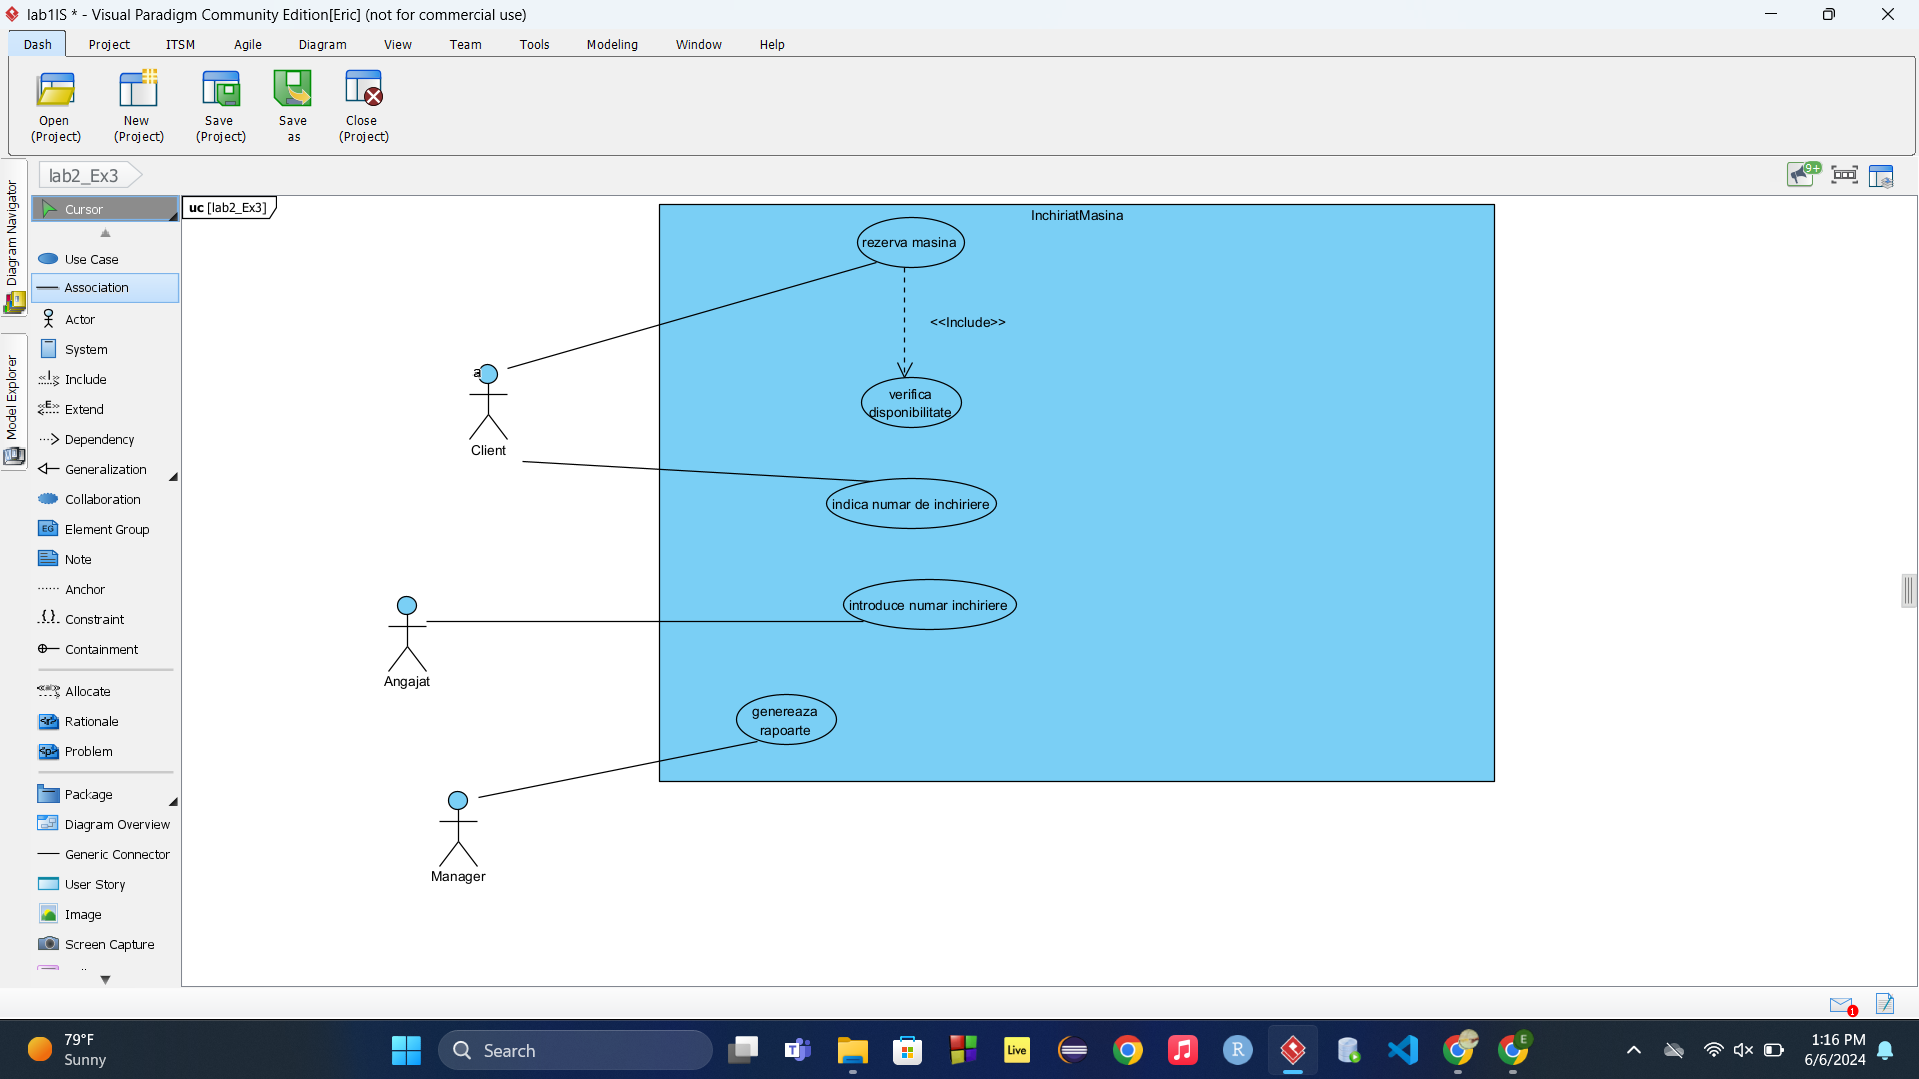 lab1IS * - Visual Paradigm Community Edition[Eric] (not for commercial use)
Dash Project ITSM Agile Diagram View Team Tools Modeling Window Help
Open (Project)
New (Project)
Save (Project)
Save as
Close (Project)
Diagram Navigator
Model Explorer
lab2_Ex3
9+
Cursor
Use Case
Association
Actor
System
Include
Extend
Dependency
Generalization
Collaboration
EG
Element Group
Note
Anchor
Constraint
Containment
Allocate
Rationale
Problem
Package
Diagram Overview
Generic Connector
User Story
Image
Screen Capture
uc [lab2_Ex3]
InchiriatMasina
rezerva masina
<<Include>>
a
Client
verifica
disponibilitate
indica numar de inchiriere
introduce numar inchiriere
Angajat
genereaza
rapoarte
Manager
1
79°F
Sunny
Search
T
Live
R
E
1:16 PM
6/6/2024